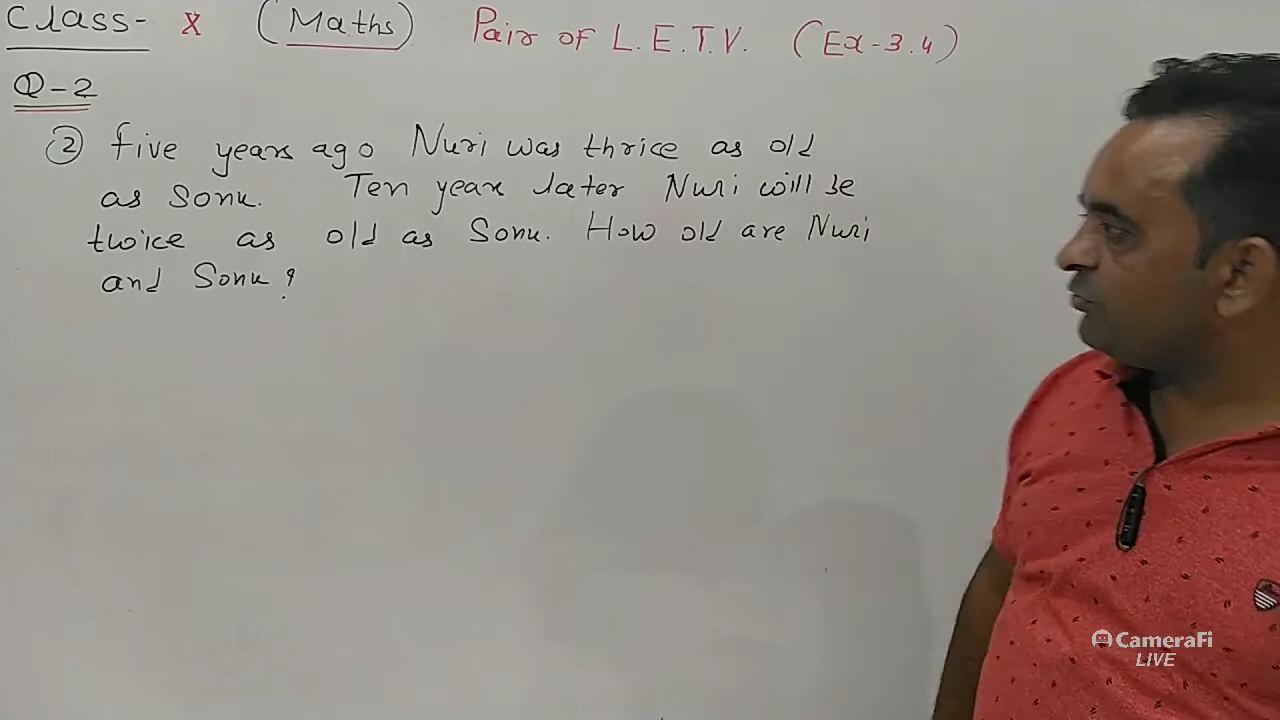 Class- X (Maths) Pair of L.E.T.V. (Ex-3.4)
Q-2
② five years ago Nuri was thrice as old
as Sonu. Ten year later Nuri will be
twice as old as Sonu. How old are Nuri
and Sonu?
CameraFi
LIVE